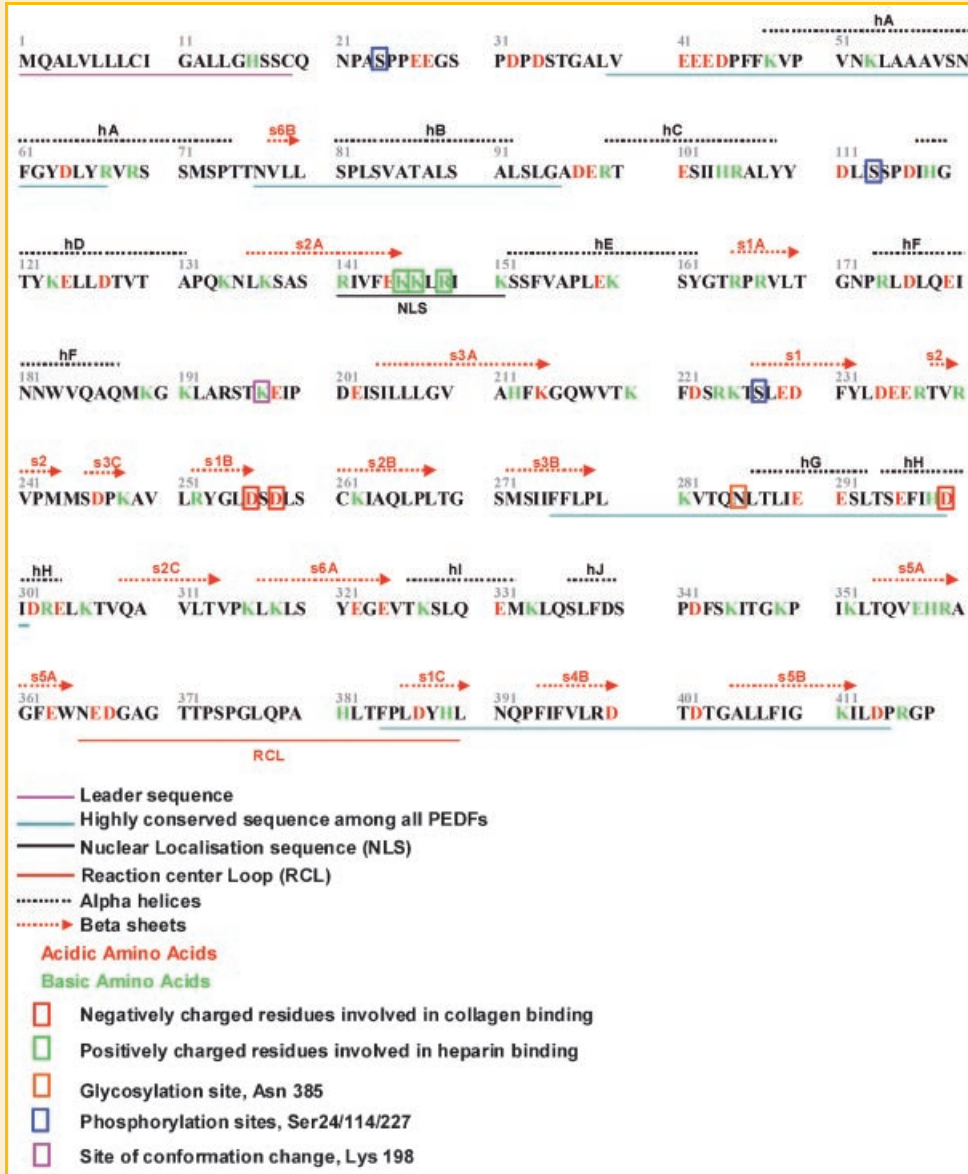 hA
1 11 21 31 41 51
MQALVLLLCI GALLGHSSCQ NPASPPEEGS PDPDSTGALV EEEDPFFKVP VNKLAAAVSN
hA s6B hB hC
61 71 81 91 101 111
FGYDLYRVRS SMSPTTNVLL SPLSVATALS ALSLGADERT ESIIHRALYY DLSSPDIHG
hD s2A hE s1A hF
121 131 141 151 161 171
TYKELLDTVT APQKNLKSAS RIVFEKKLRI KSSFVAPLEK SYGTRPRVLT GNPRLDLQEI
NLS
hF s3A s1 s2
181 191 201 211 221 231
NNWVQAQMKG KLARSTKEIP DEISILLLGV AHFKGQWVTK FDSRKTSLED FYLDEERTVR
s2 s3C s1B s2B s3B hG hH
241 251 261 271 281 291
VPMMSDPKAV LRYGLDSDLS CKIAQLPLTG SMSIIFFLPL KVTQNLTLIE ESLTSEFIHD
hH s2C s6A hI hJ s5A
301 311 321 331 341 351
IDRELKTVQA VLTVPKLKLS YEGEVTKSLQ EMKLQSLFDS PDFSKITGKP IKLTQVEHRA
s5A s1C s4B s5B
361 371 381 391 401 411
GFEWNEDGAG TTPSPGLQPA HLTFPLDYHL NQPFIFVLRD TDTGALLFIG KILDPRGP
RCL
Leader sequence
Highly conserved sequence among all PEDFs
Nuclear Localisation sequence (NLS)
Reaction center Loop (RCL)
Alpha helices
Beta sheets
Acidic Amino Acids
Basic Amino Acids
Negatively charged residues involved in collagen binding
Positively charged residues involved in heparin binding
Glycosylation site, Asn 385
Phosphorylation sites, Ser24/114/227
Site of conformation change, Lys 198